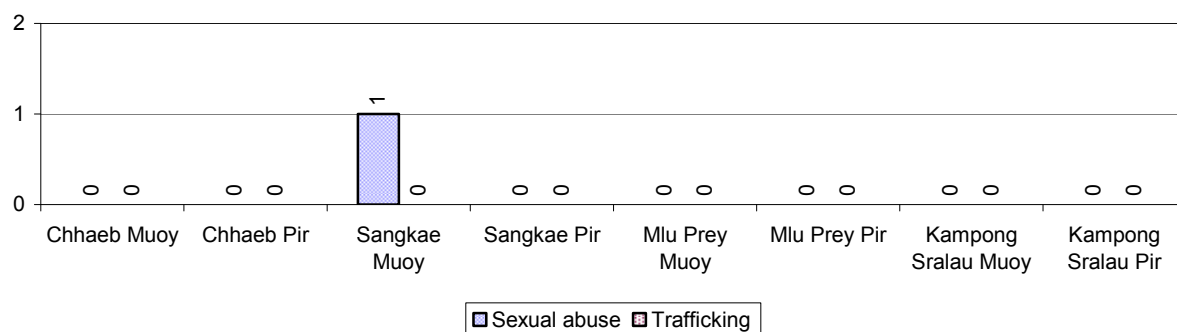 2
1
0
1
0 0 0 0 0 0 0 0 0 0 0 0 0 0 0
Chhaeb Muoy
Chhaeb Pir
Sangkae
Muoy
Sangkae Pir
Mlu Prey
Muoy
Mlu Prey Pir
Kampong
Sralau Muoy
Kampong
Sralau Pir
Sexual abuse Trafficking